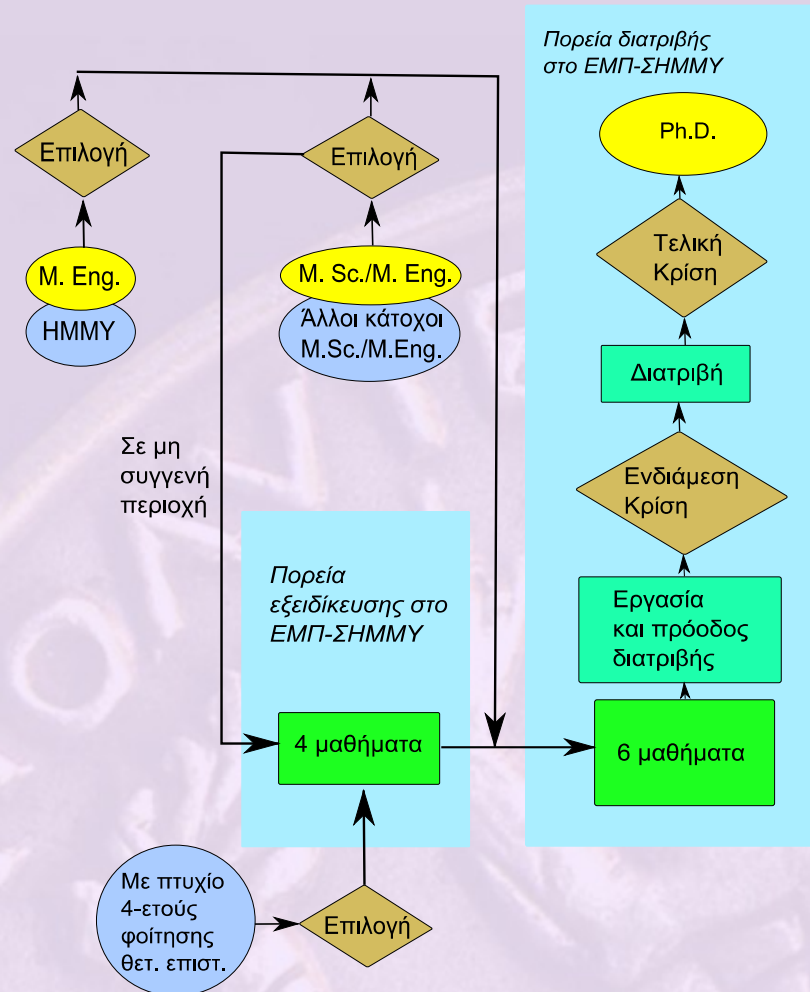 Πορεία διατριβής
στο ΕΜΠ-ΣΗΜΜΥ
Ph.D.
Επιλογή
Επιλογή
Τελική
Κρίση
M. Eng.
ΗΜΜΥ
M. Sc./M. Eng.
Άλλοι κάτοχοι
M.Sc./M.Eng.
Διατριβή
Σε μη
συγγενή
περιοχή
Ενδιάμεση
Κρίση
Πορεία
εξειδίκευσης στο
ΕΜΠ-ΣΗΜΜΥ
Εργασία
και πρόοδος
διατριβής
4 μαθήματα
6 μαθήματα
Με πτυχίο
4-ετούς
φοίτησης
θετ. επιστ.
Επιλογή